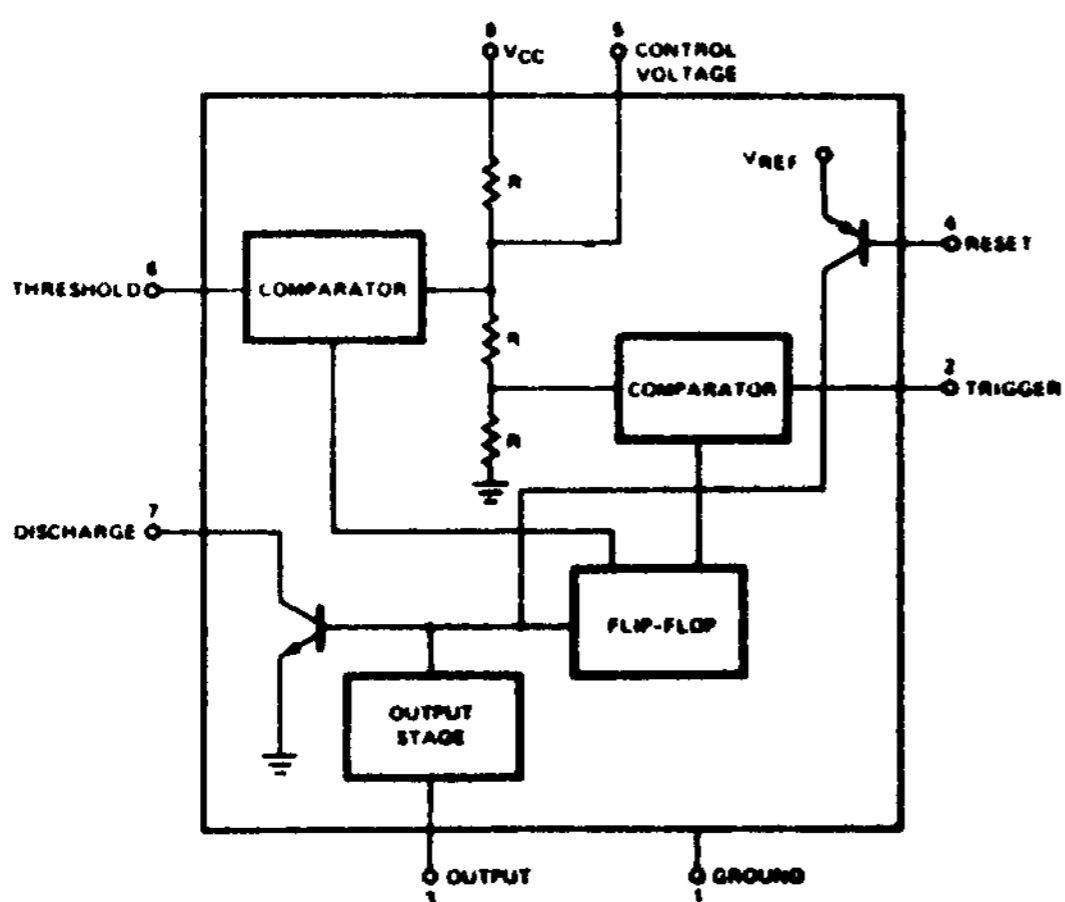 8
VCC
5
CONTROL
VOLTAGE
VREF
R
4
RESET
6
THRESHOLD
COMPARATOR
R
COMPARATOR
2
TRIGGER
R
7
DISCHARGE
FLIP-FLOP
OUTPUT
STAGE
3
OUTPUT
1
GROUND